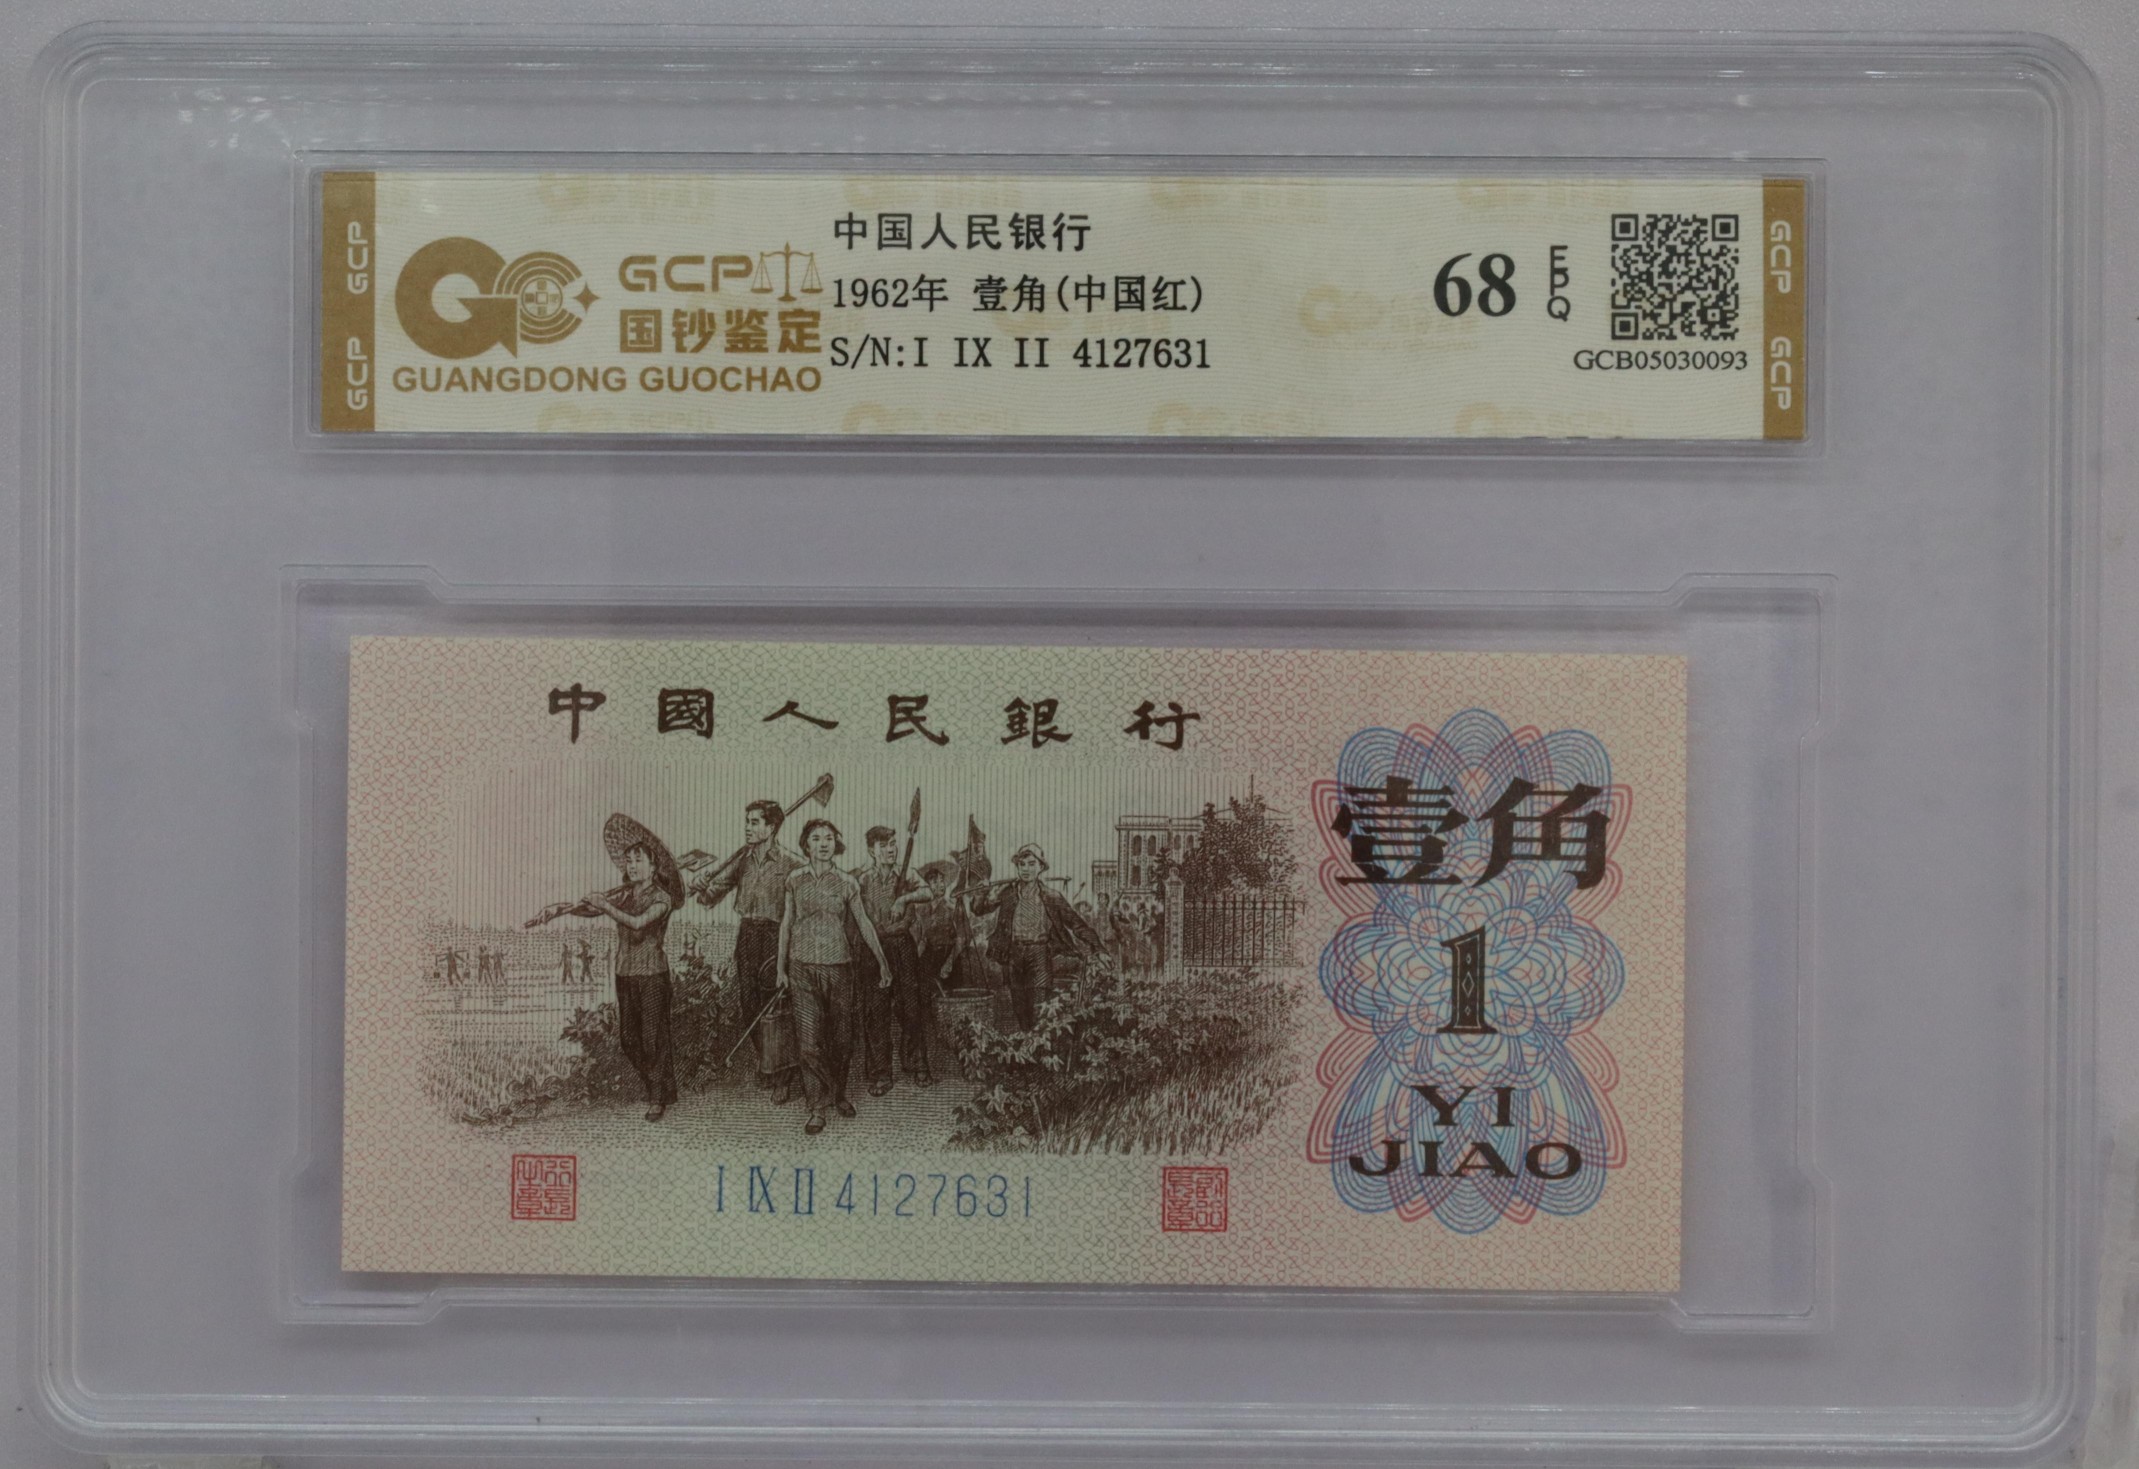 GCP
GCP
GCP
国钞鉴定
GUANGDONG GUOCHAO
中国人民银行
1962年 壹角(中国红)
S/N:I IX II 4127631
68
EPQ
GCB05030093
GCP
GCP
中國人民銀行
壹角
1
YI
JIAO
I IX II 4127631